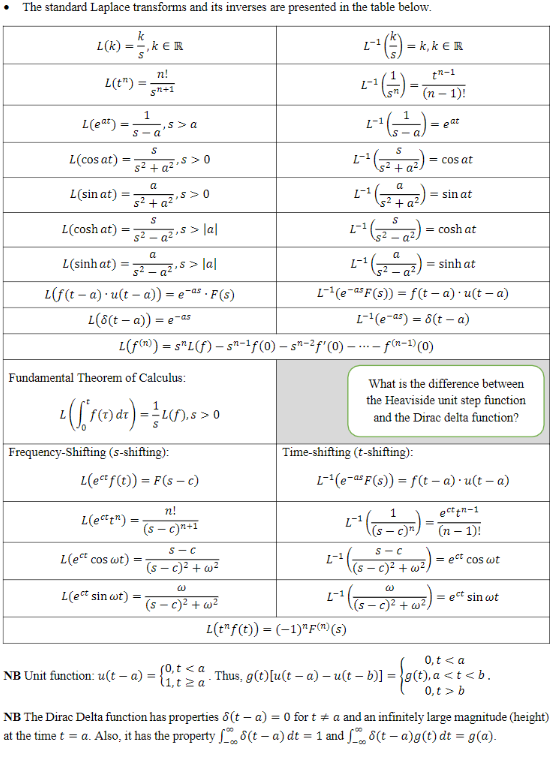 • The standard Laplace transforms and its inverses are presented in the table below.
L(k) = k/s, k ∈ ℝ
L⁻¹(k/s) = k, k ∈ ℝ
L(tⁿ) = n!/sⁿ⁺¹
L⁻¹(1/sⁿ) = tⁿ⁻¹/(n − 1)!
L(eᵃᵗ) = 1/(s − a), s > a
L⁻¹(1/(s − a)) = eᵃᵗ
L(cos at) = s/(s² + a²), s > 0
L⁻¹(s/(s² + a²)) = cos at
L(sin at) = a/(s² + a²), s > 0
L⁻¹(a/(s² + a²)) = sin at
L(cosh at) = s/(s² − a²), s > |a|
L⁻¹(s/(s² − a²)) = cosh at
L(sinh at) = a/(s² − a²), s > |a|
L⁻¹(a/(s² − a²)) = sinh at
L(f(t − a) · u(t − a)) = e⁻ᵃˢ · F(s)
L⁻¹(e⁻ᵃˢF(s)) = f(t − a) · u(t − a)
L(δ(t − a)) = e⁻ᵃˢ
L⁻¹(e⁻ᵃˢ) = δ(t − a)
L(f⁽ⁿ⁾) = sⁿL(f) − sⁿ⁻¹f(0) − sⁿ⁻²f′(0) − ⋯ − f⁽ⁿ⁻¹⁾(0)
Fundamental Theorem of Calculus:
L(∫₀ᵗ f(τ) dτ) = 1/s L(f), s > 0
What is the difference between
the Heaviside unit step function
and the Dirac delta function?
Frequency-Shifting (s-shifting):
Time-shifting (t-shifting):
L(eᶜᵗf(t)) = F(s − c)
L⁻¹(e⁻ᵃˢF(s)) = f(t − a) · u(t − a)
L(eᶜᵗtⁿ) = n!/(s − c)ⁿ⁺¹
L⁻¹(1/(s − c)ⁿ) = eᶜᵗtⁿ⁻¹/(n − 1)!
L(eᶜᵗ cos ωt) = (s − c)/((s − c)² + ω²)
L⁻¹((s − c)/((s − c)² + ω²)) = eᶜᵗ cos ωt
L(eᶜᵗ sin ωt) = ω/((s − c)² + ω²)
L⁻¹(ω/((s − c)² + ω²)) = eᶜᵗ sin ωt
L(tⁿf(t)) = (−1)ⁿF⁽ⁿ⁾(s)
NB Unit function: u(t − a) = {0, t < a; 1, t ≥ a. Thus, g(t)[u(t − a) − u(t − b)] = {0, t < a; g(t), a < t < b; 0, t > b.
NB The Dirac Delta function has properties δ(t − a) = 0 for t ≠ a and an infinitely large magnitude (height)
at the time t = a. Also, it has the property ∫_{−∞}^{∞} δ(t − a) dt = 1 and ∫_{−∞}^{∞} δ(t − a)g(t) dt = g(a).